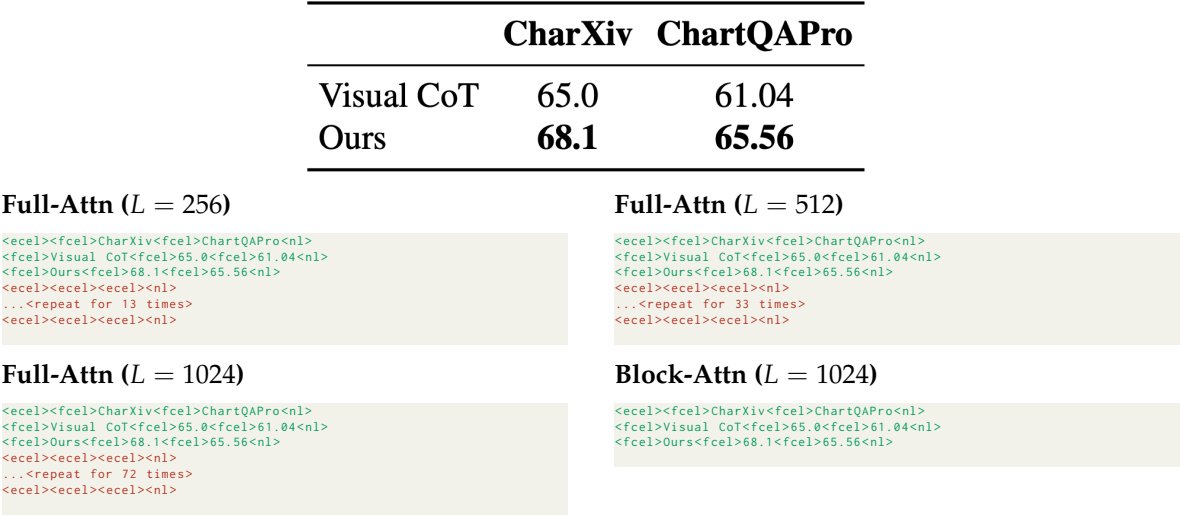 CharXiv ChartQAPro
Visual CoT 65.0 61.04
Ours 68.1 65.56
Full-Attn (L = 256)
<ecel><fcel>CharXiv<fcel>ChartQAPro<nl>
<fcel>Visual CoT<fcel>65.0<fcel>61.04<nl>
<fcel>Ours<fcel>68.1<fcel>65.56<nl>
<ecel><ecel><ecel><nl>
...<repeat for 13 times>
<ecel><ecel><ecel><nl>
Full-Attn (L = 512)
<ecel><fcel>CharXiv<fcel>ChartQAPro<nl>
<fcel>Visual CoT<fcel>65.0<fcel>61.04<nl>
<fcel>Ours<fcel>68.1<fcel>65.56<nl>
<ecel><ecel><ecel><nl>
...<repeat for 33 times>
<ecel><ecel><ecel><nl>
Full-Attn (L = 1024)
<ecel><fcel>CharXiv<fcel>ChartQAPro<nl>
<fcel>Visual CoT<fcel>65.0<fcel>61.04<nl>
<fcel>Ours<fcel>68.1<fcel>65.56<nl>
<ecel><ecel><ecel><nl>
...<repeat for 72 times>
<ecel><ecel><ecel><nl>
Block-Attn (L = 1024)
<ecel><fcel>CharXiv<fcel>ChartQAPro<nl>
<fcel>Visual CoT<fcel>65.0<fcel>61.04<nl>
<fcel>Ours<fcel>68.1<fcel>65.56<nl>